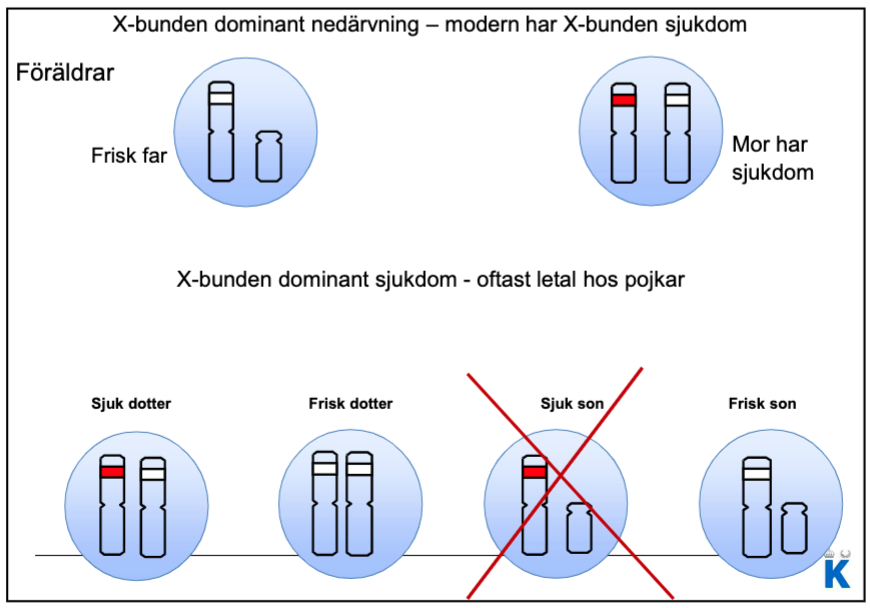 X-bunden dominant nedärvning – modern har X-bunden sjukdom
Föräldrar
Frisk far
Mor har
sjukdom
X-bunden dominant sjukdom - oftast letal hos pojkar
Sjuk dotter
Frisk dotter
Sjuk son
Frisk son
K